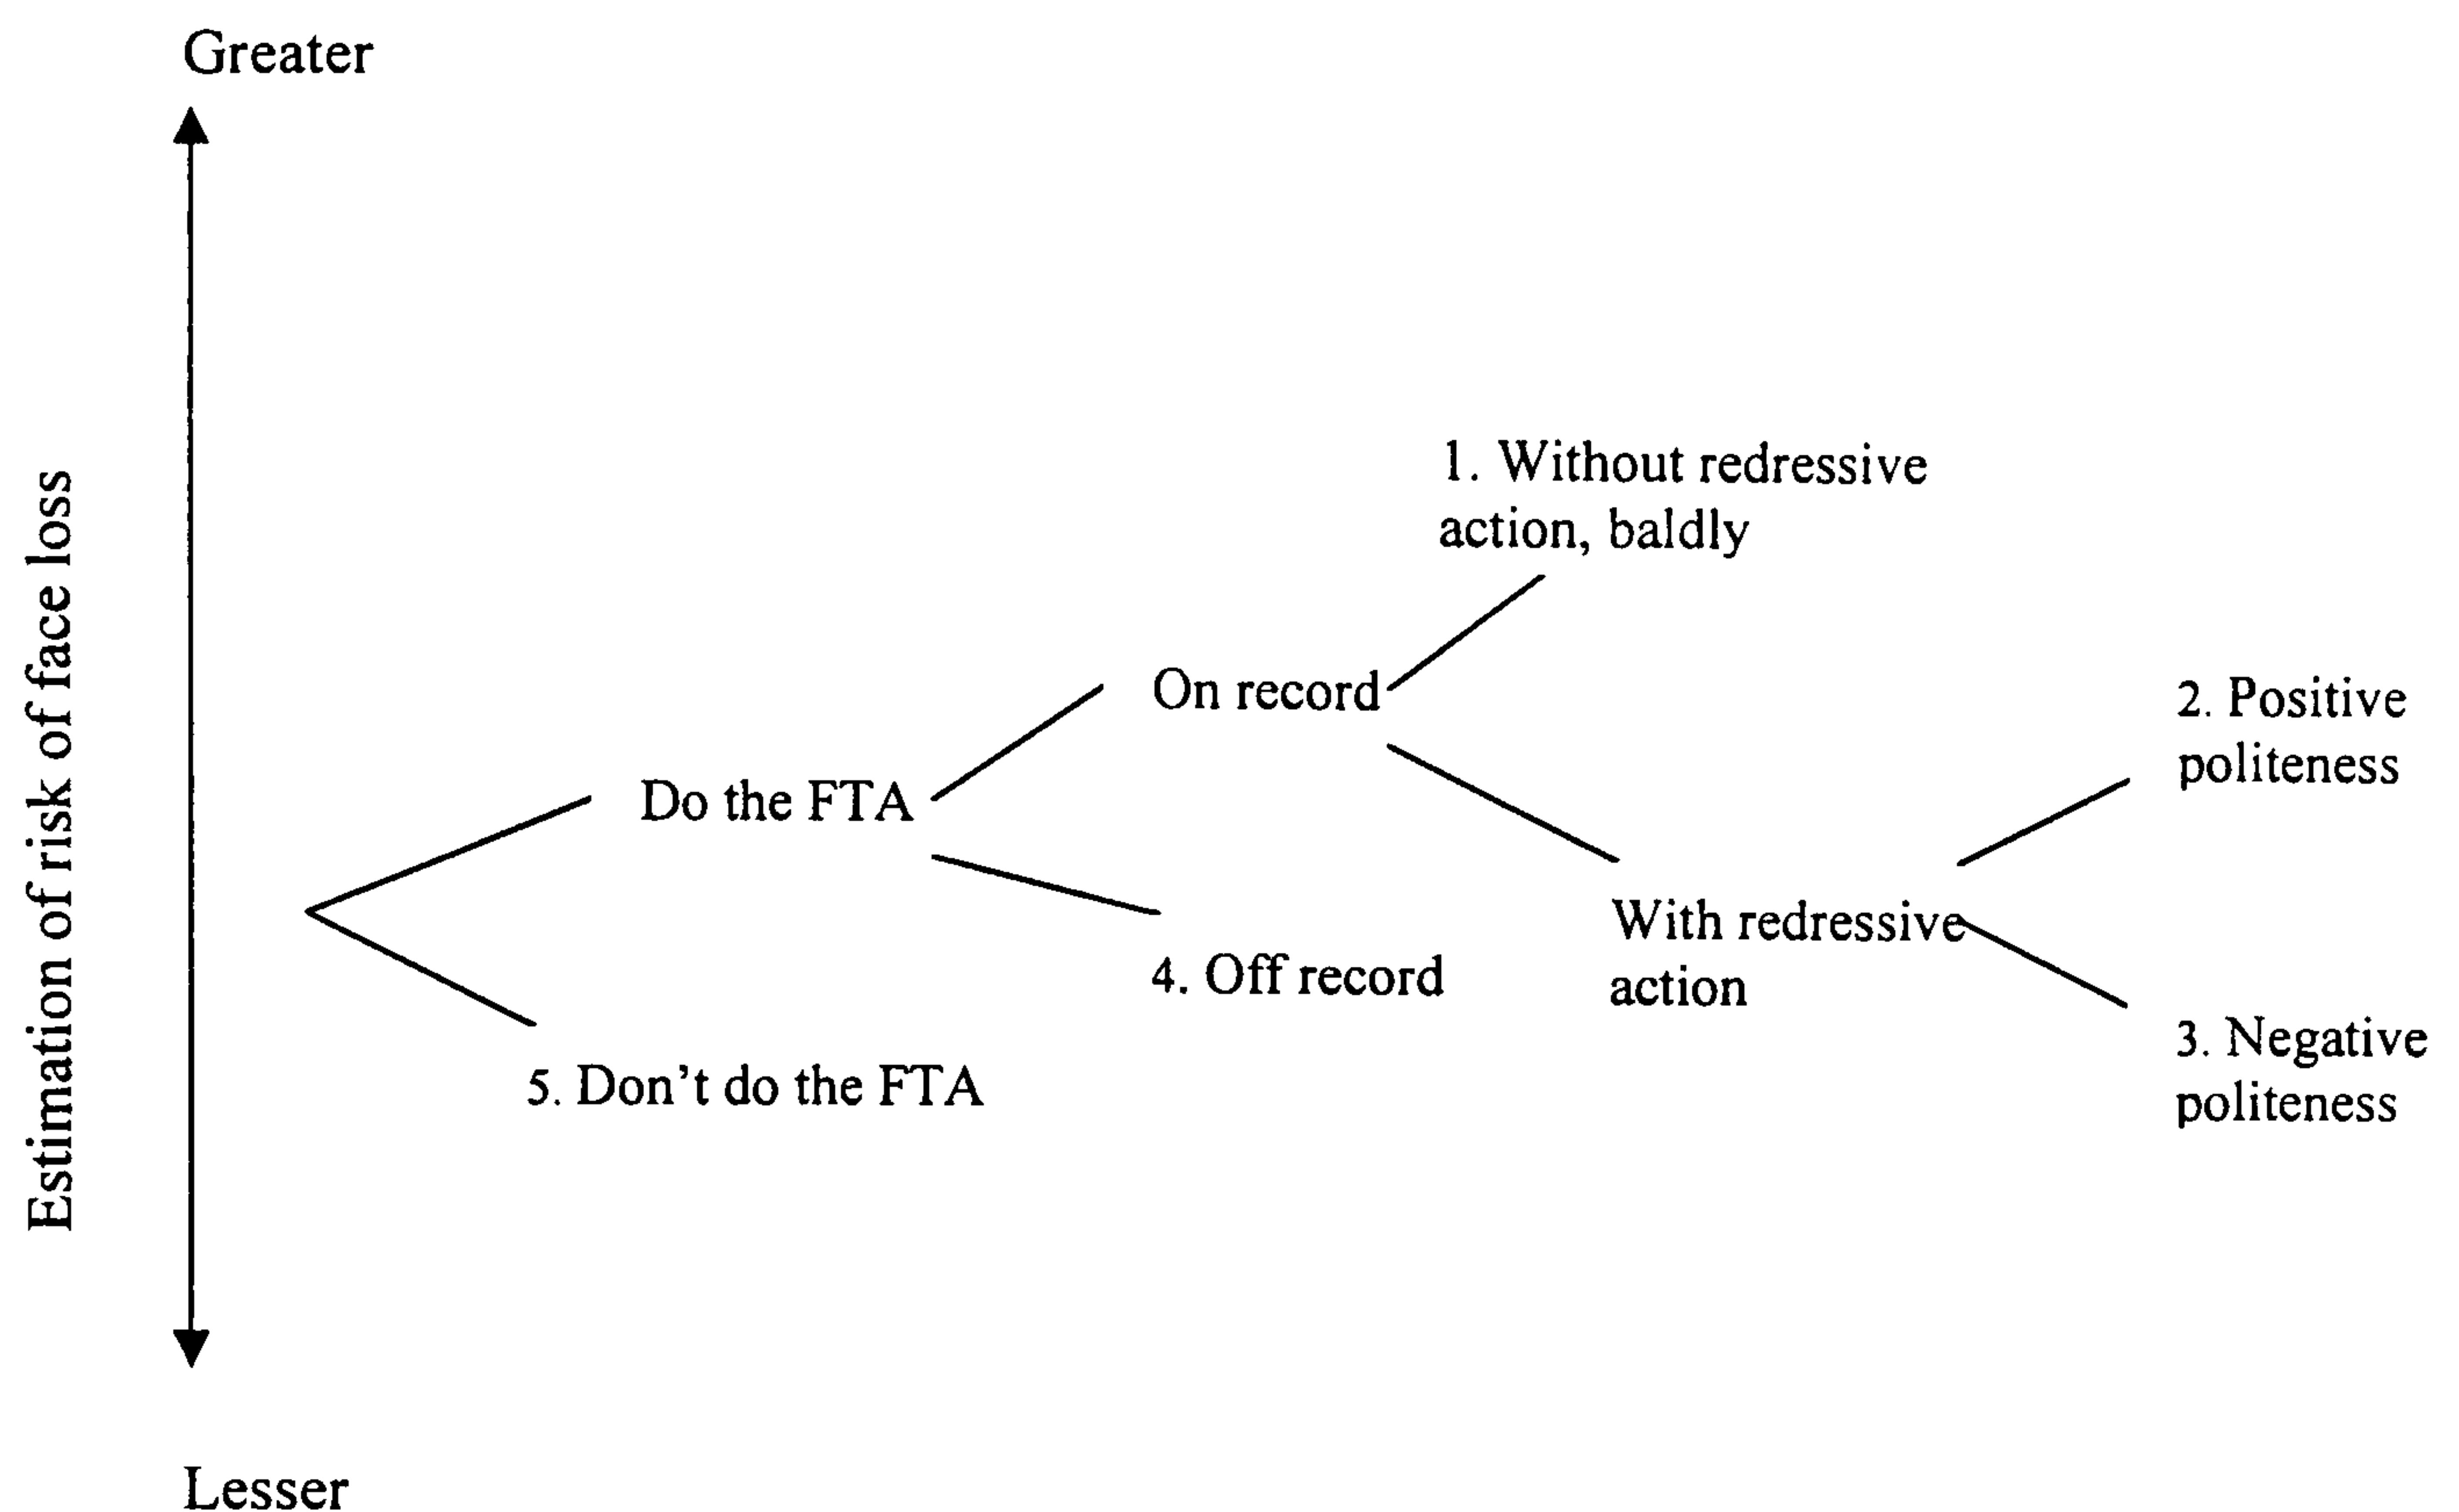 Greater
Estimation of risk of face loss
1. Without redressive
action, baldly
On record
2. Positive
politeness
Do the FTA
With redressive
action
4. Off record
3. Negative
politeness
5. Don't do the FTA
Lesser